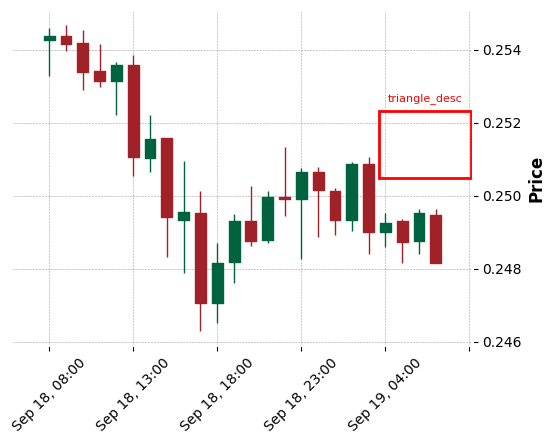 0.254
triangle_desc
0.252
0.250
0.248
0.246
Price
Sep 18, 08:00
Sep 18, 13:00
Sep 18, 18:00
Sep 18, 23:00
Sep 19, 04:00